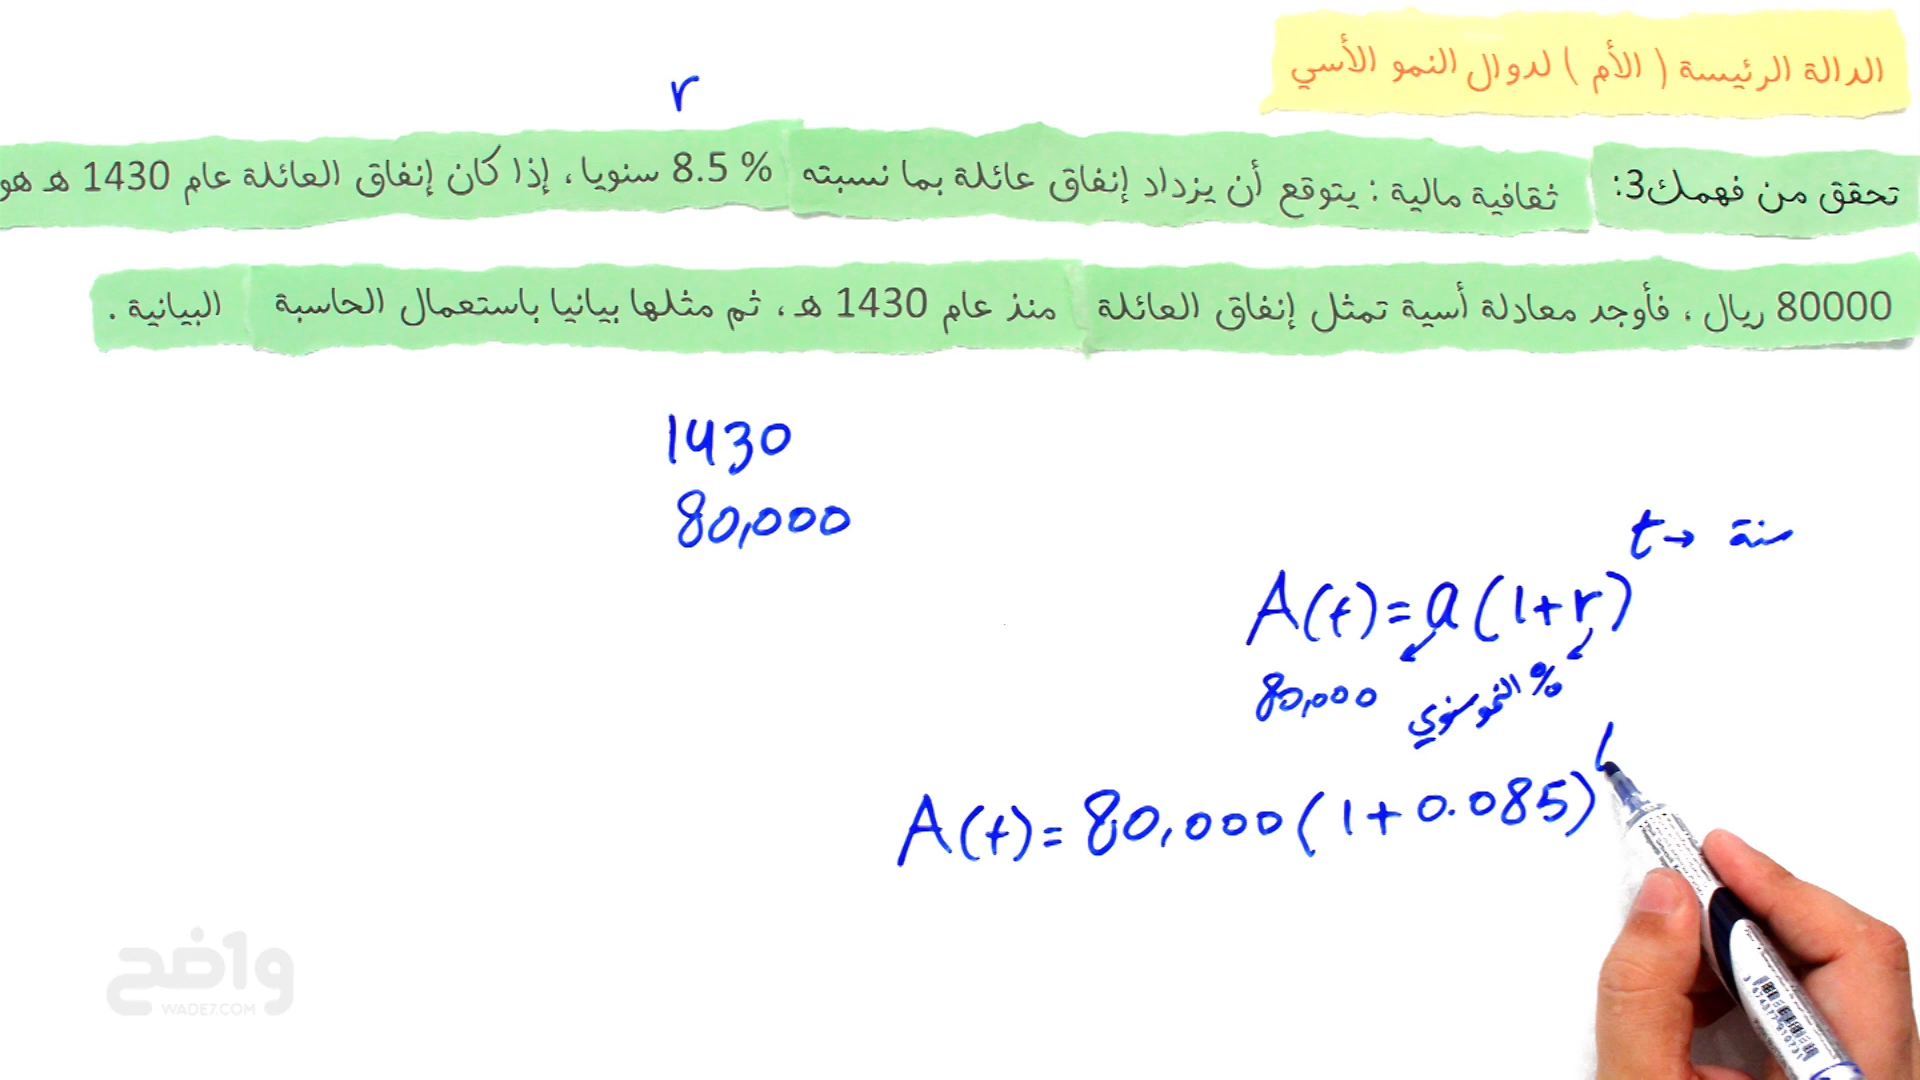 الدالة الرئيسة ( الأم ) لدوال النمو الأسي
r
تحقق من فهمك3: ثقافية مالية : يتوقع أن يزداد إنفاق عائلة بما نسبته 8.5 % سنويا ، إذا كان إنفاق العائلة عام 1430 هـ هو
80000 ريال ، فأوجد معادلة أسية تمثل إنفاق العائلة منذ عام 1430 هـ ، ثم مثلها بيانيا باستعمال الحاسبة البيانية .
1430
80,000
t → سنة
A(t) = a (1+r)
80,000 % النمو سنوي
A(t) = 80,000 (1+0.085)
واضح
WADE7.COM